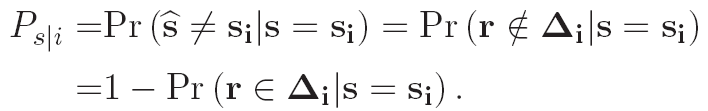 P_{s|i} = Pr (ŝ ≠ s_i | s = s_i) = Pr (r ∉ Δ_i | s = s_i)
= 1 − Pr (r ∈ Δ_i | s = s_i) .